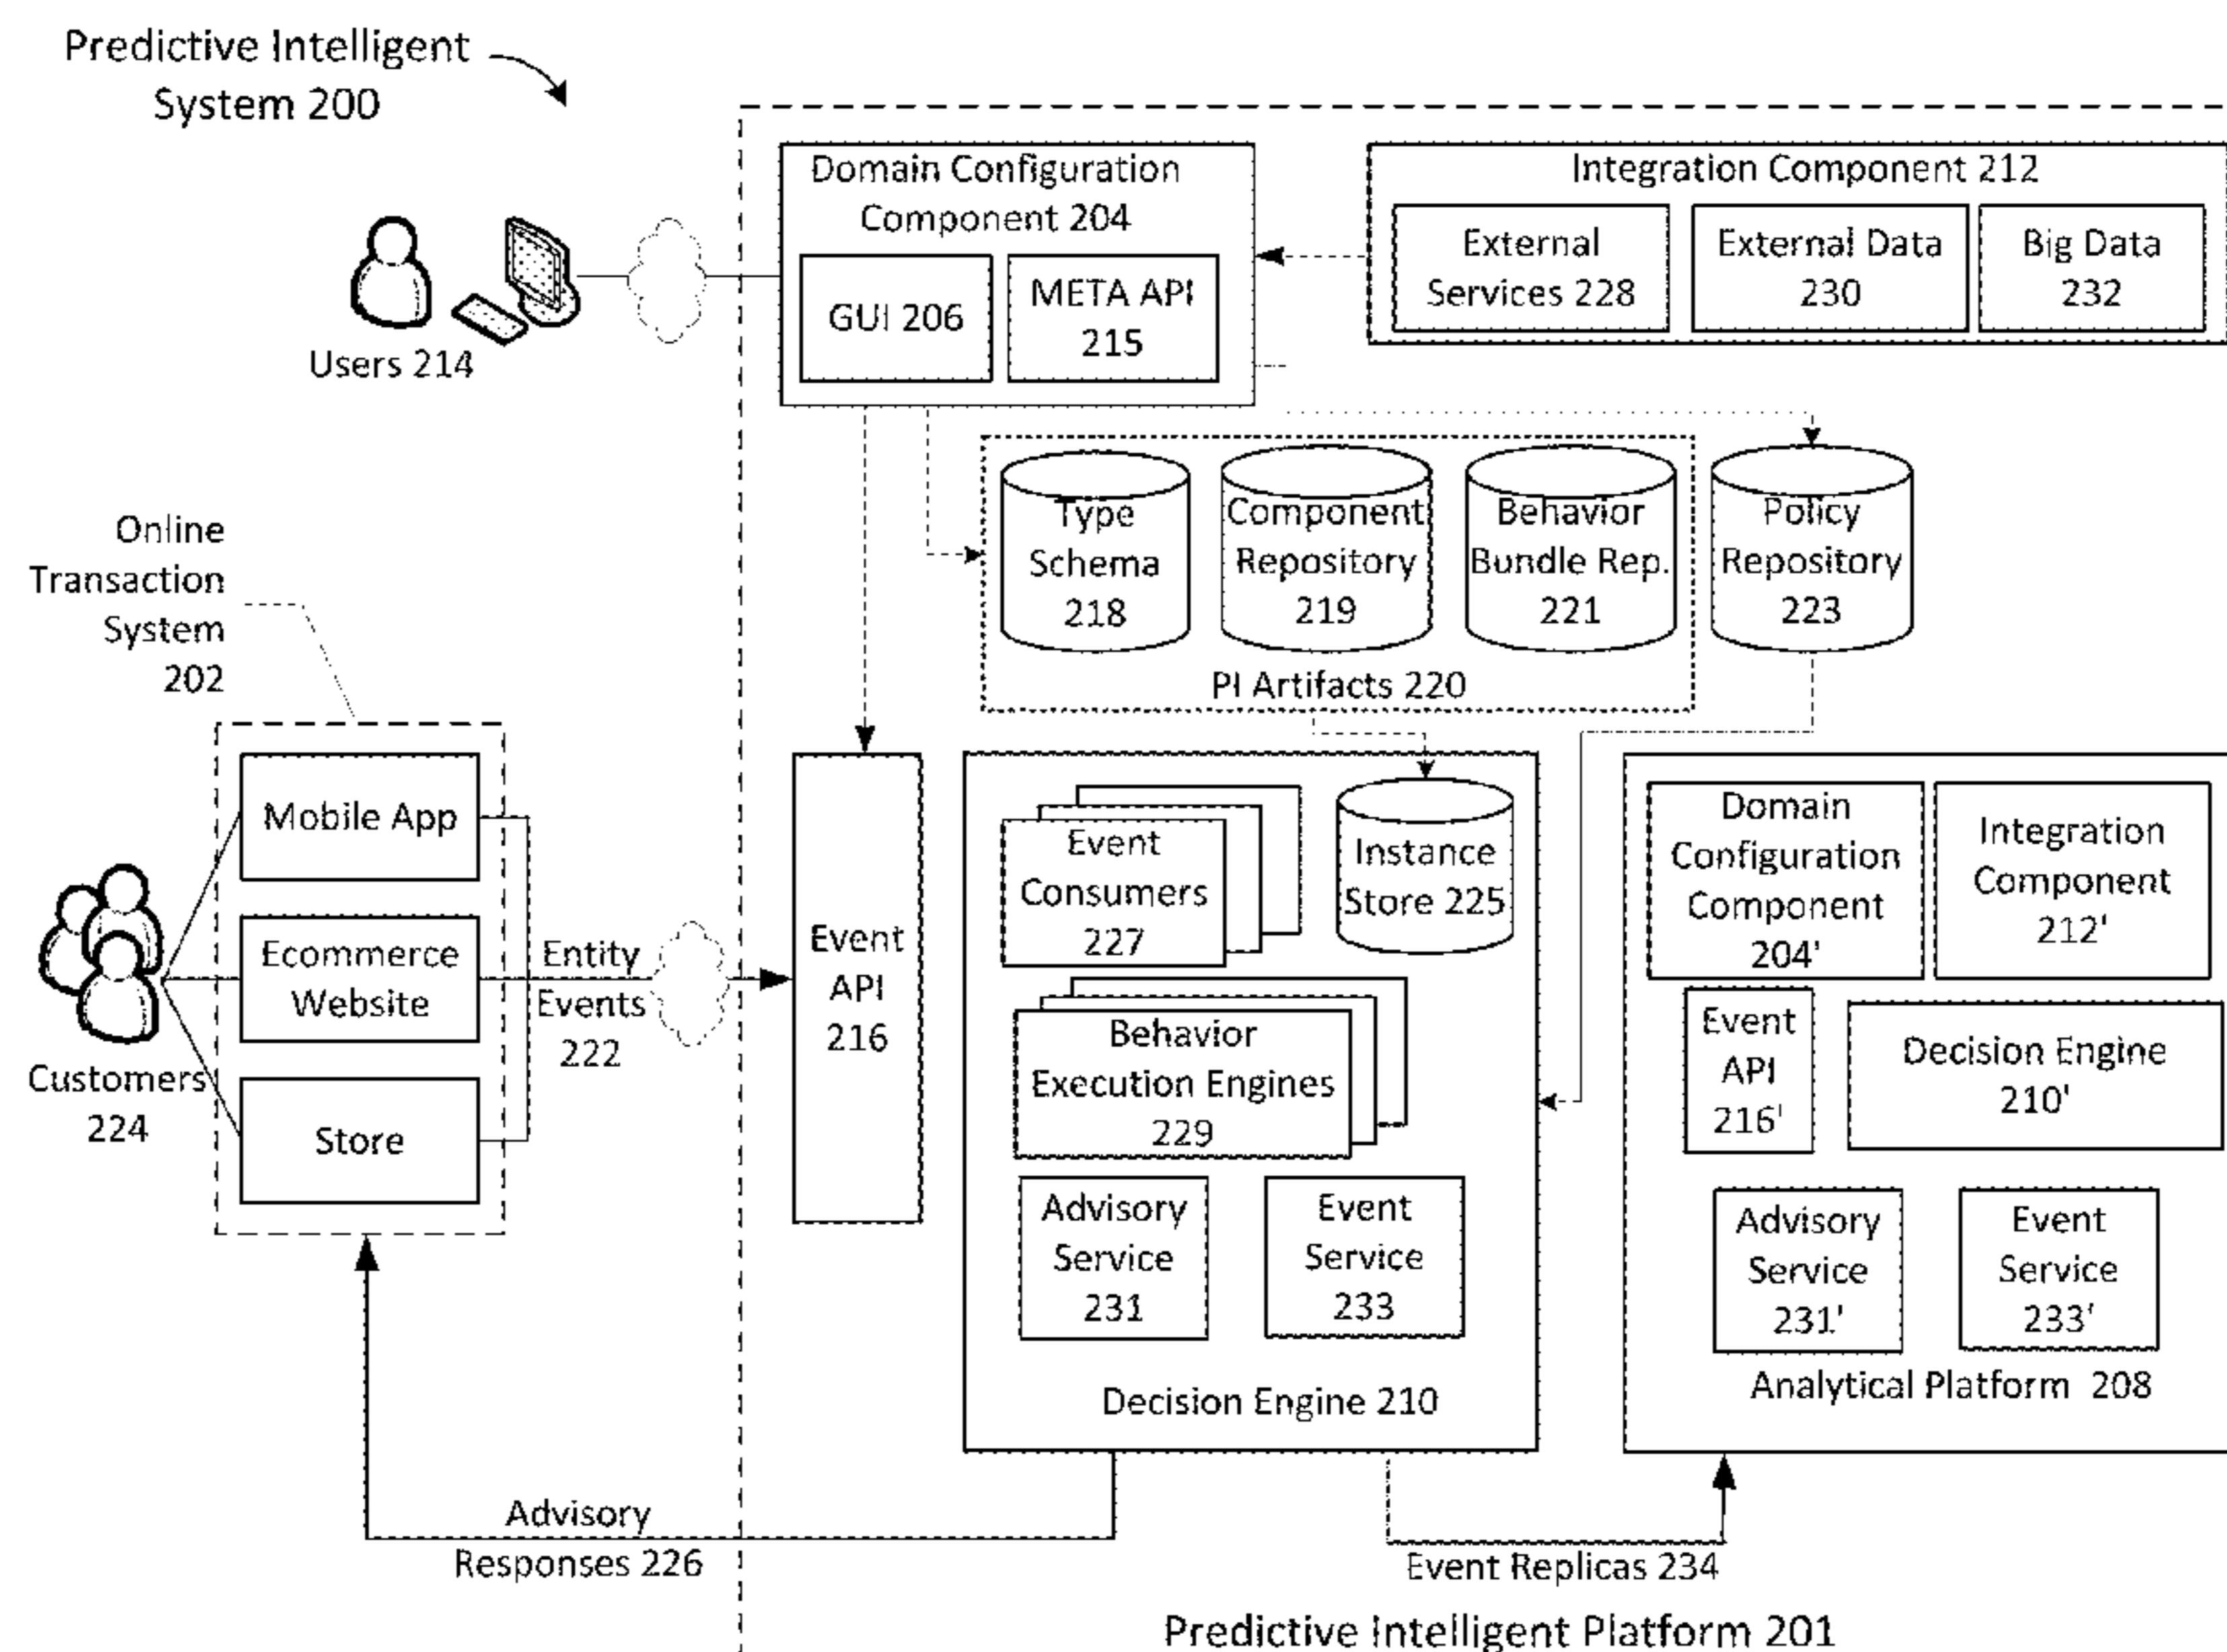 Predictive Intelligent
System 200
Domain Configuration
Component 204
GUI 206
META API
215
Integration Component 212
External
Services 228
External Data
230
Big Data
232
Users 214
Type
Schema
218
Component
Repository
219
Behavior
Bundle Rep.
221
Policy
Repository
223
PI Artifacts 220
Online
Transaction
System
202
Mobile App
Ecommerce
Website
Store
Customers
224
Entity
Events
222
Event
API
216
Event
Consumers
227
Instance
Store 225
Behavior
Execution Engines
229
Advisory
Service
231
Event
Service
233
Decision Engine 210
Domain
Configuration
Component
204'
Integration
Component
212'
Event
API
216'
Decision Engine
210'
Advisory
Service
231'
Event
Service
233'
Analytical Platform 208
Advisory
Responses 226
Event Replicas 234
Predictive Intelligent Platform 201